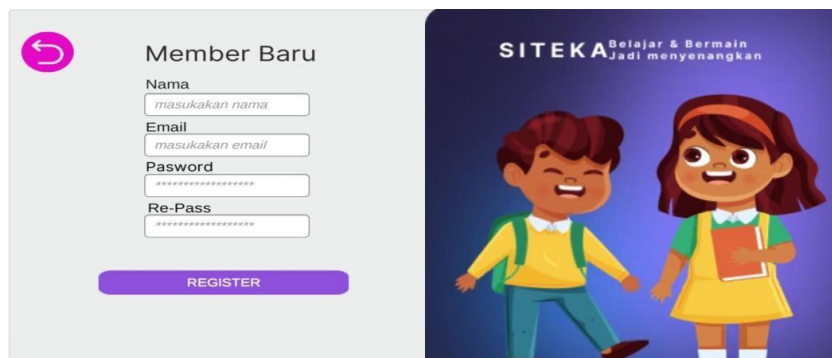 Member Baru
Nama
masukakan nama
Email
masukakan email
Pasword
******************
Re-Pass
******************
REGISTER
SITEKA
Belajar & Bermain
Jadi menyenangkan